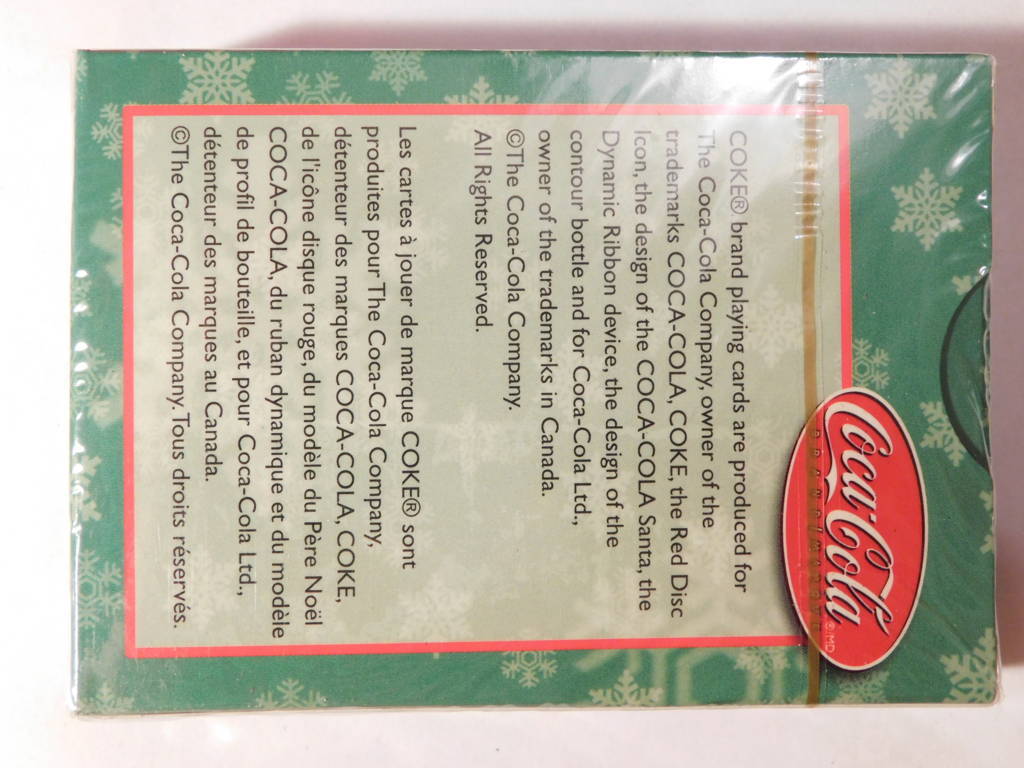 Coca-Cola ®/MD
BRAND/MARQUE
COKE® brand playing cards are produced for
The Coca-Cola Company, owner of the
trademarks COCA-COLA, COKE, the Red Disc
Icon, the design of the COCA-COLA Santa, the
Dynamic Ribbon device, the design of the
contour bottle and for Coca-Cola Ltd.,
owner of the trademarks in Canada.
©The Coca-Cola Company.
All Rights Reserved.
Les cartes à jouer de marque COKE® sont
produites pour The Coca-Cola Company,
détenteur des marques COCA-COLA, COKE,
de l'icône disque rouge, du modèle du Père Noël
COCA-COLA, du ruban dynamique et du modèle
de profil de bouteille, et pour Coca-Cola Ltd.,
détenteur des marques au Canada.
©The Coca-Cola Company. Tous droits réservés.